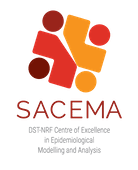 SACEMA
DST-NRF Centre of Excellence
in Epidemiological
Modelling and Analysis